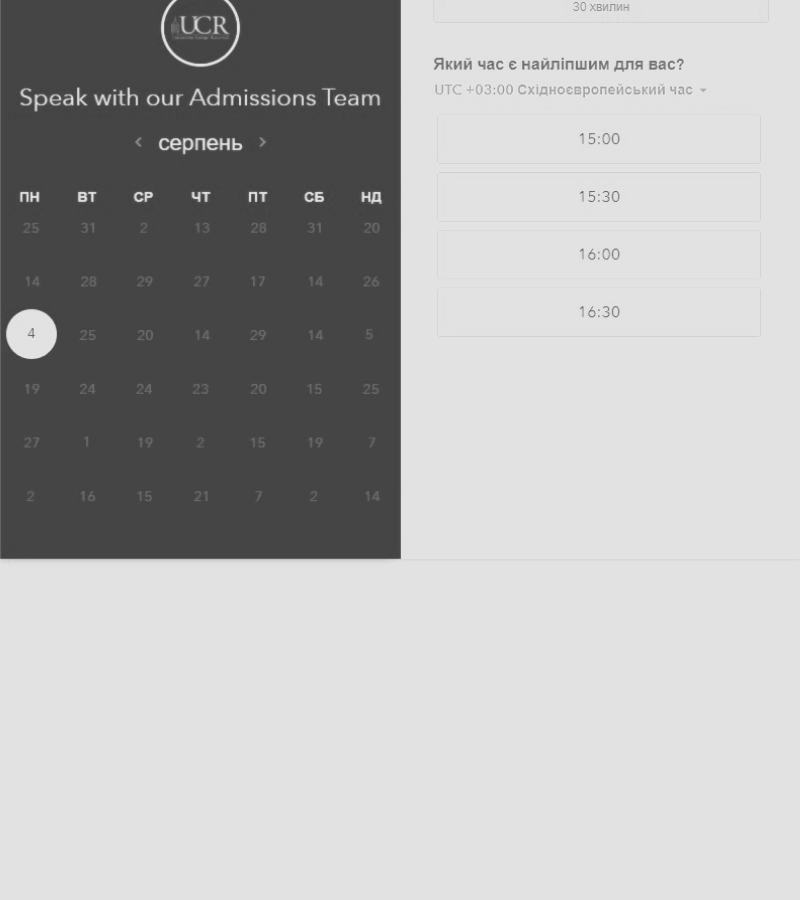 UCR
Speak with our Admissions Team
серпень
ПН ВТ СР ЧТ ПТ СБ НД
25 31 2 13 28 31 20
14 28 29 27 17 14 26
4 25 20 14 29 14 5
19 24 24 23 20 15 25
27 1 19 2 15 19 7
2 16 15 21 7 2 14
30 хвилин
Який час є найліпшим для вас?
UTC +03:00 Східноєвропейський час
15:00
15:30
16:00
16:30